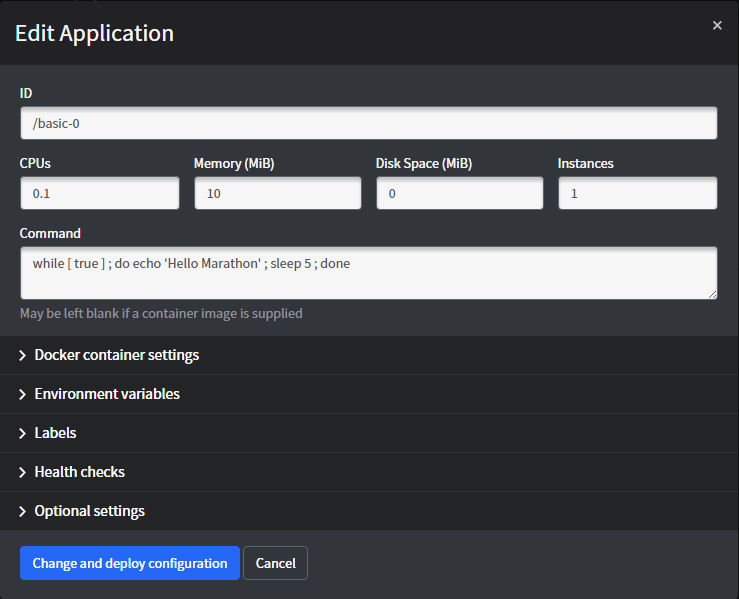 Edit Application
×
ID
/basic-0
CPUs Memory (MiB) Disk Space (MiB) Instances
0.1 10 0 1
Command
while [ true ] ; do echo 'Hello Marathon' ; sleep 5 ; done
May be left blank if a container image is supplied
Docker container settings
Environment variables
Labels
Health checks
Optional settings
Change and deploy configuration Cancel